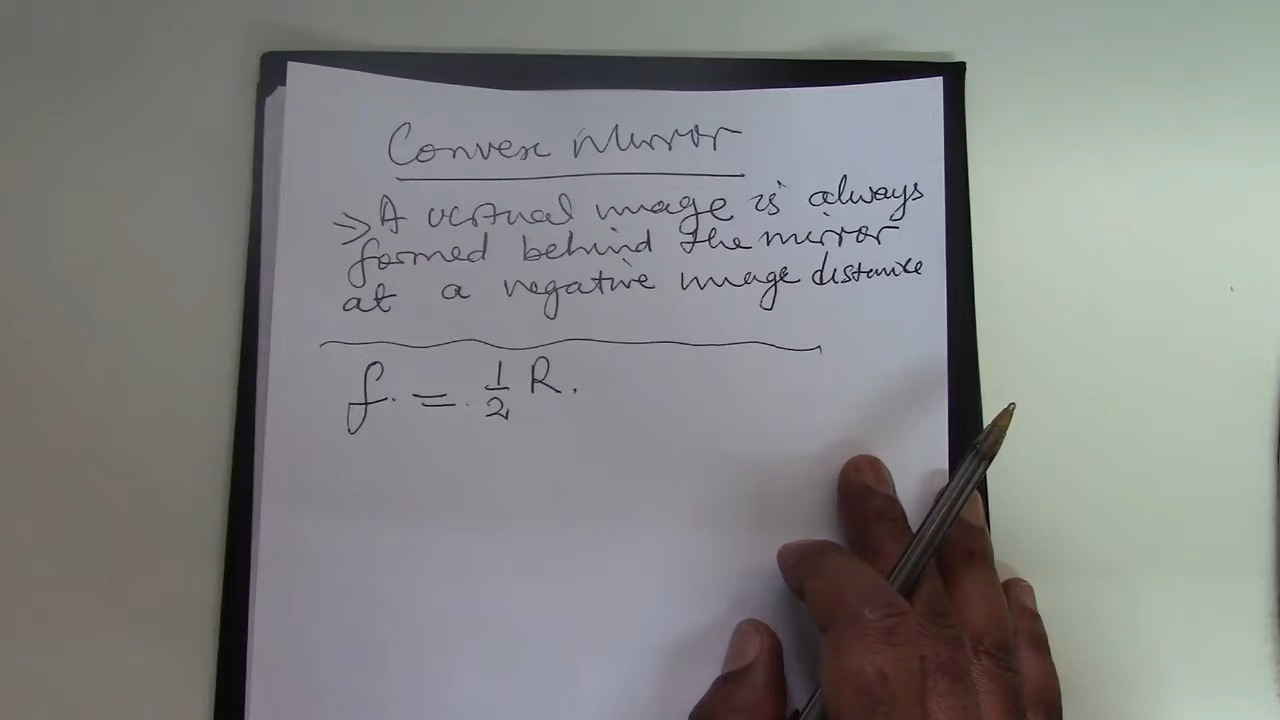 Convex Mirror
=> A virtual image is always
formed behind the mirror
at a negative image distance
f. = 1/2 R.